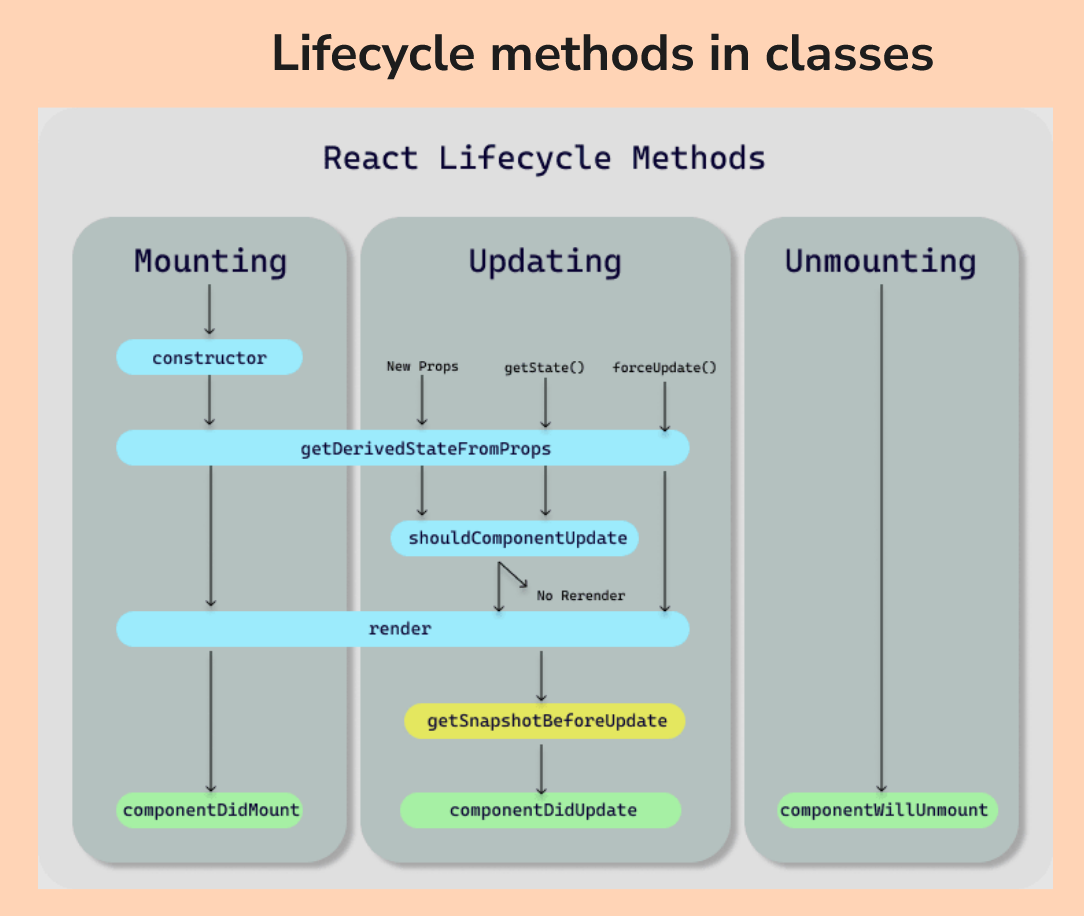 Lifecycle methods in classes
React Lifecycle Methods
Mounting
Updating
Unmounting
constructor
New Props
getState()
forceUpdate()
getDerivedStateFromProps
shouldComponentUpdate
No Rerender
render
getSnapshotBeforeUpdate
componentDidMount
componentDidUpdate
componentWillUnmount